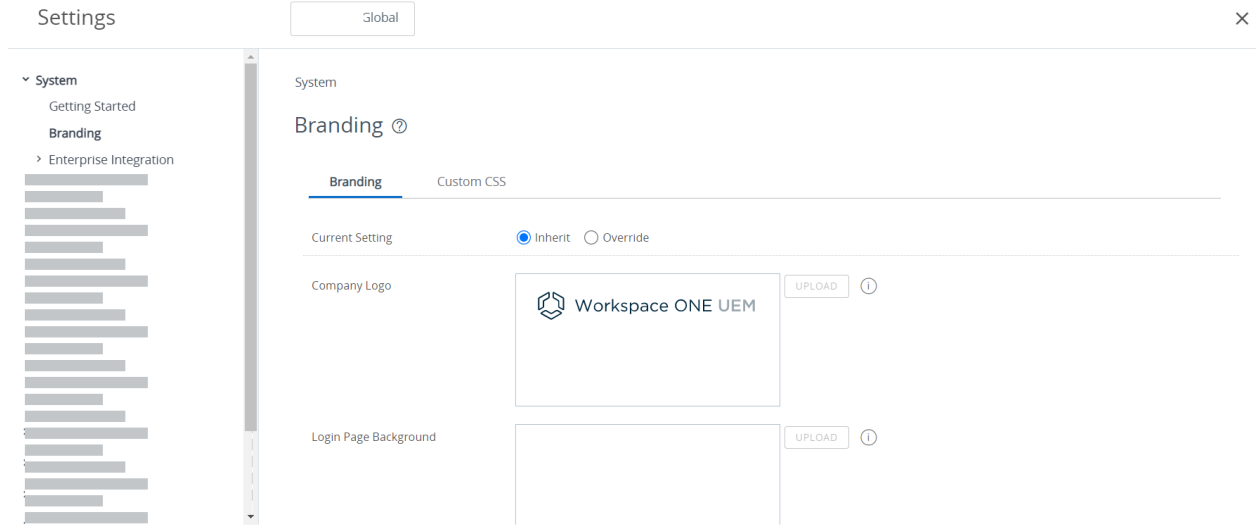 Settings
Global
System
Getting Started
Branding
Enterprise Integration
System
Branding
Branding Custom CSS
Current Setting Inherit Override
Company Logo UPLOAD
Workspace ONE UEM
Login Page Background UPLOAD